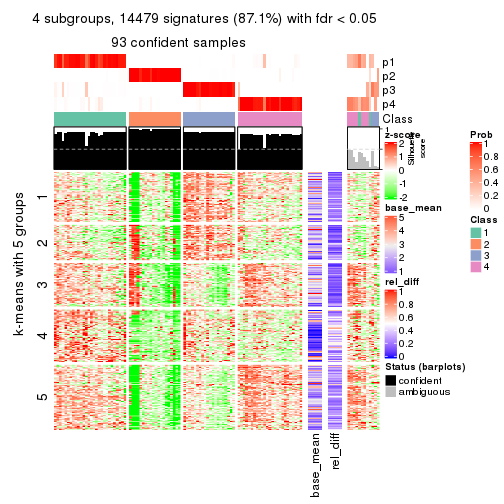 4 subgroups, 14479 signatures (87.1%) with fdr < 0.05
93 confident samples
p1
p2
p3
p4
Class
1
Silhouette
score
k-means with 5 groups
1
2
3
4
5
base_mean
rel_diff
z-score
2
1
0
-1
-2
base_mean
5
4
3
2
1
rel_diff
1
0.8
0.6
0.4
0.2
0
Status (barplots)
confident
ambiguous
Prob
1
0.8
0.6
0.4
0.2
0
Class
1
2
3
4